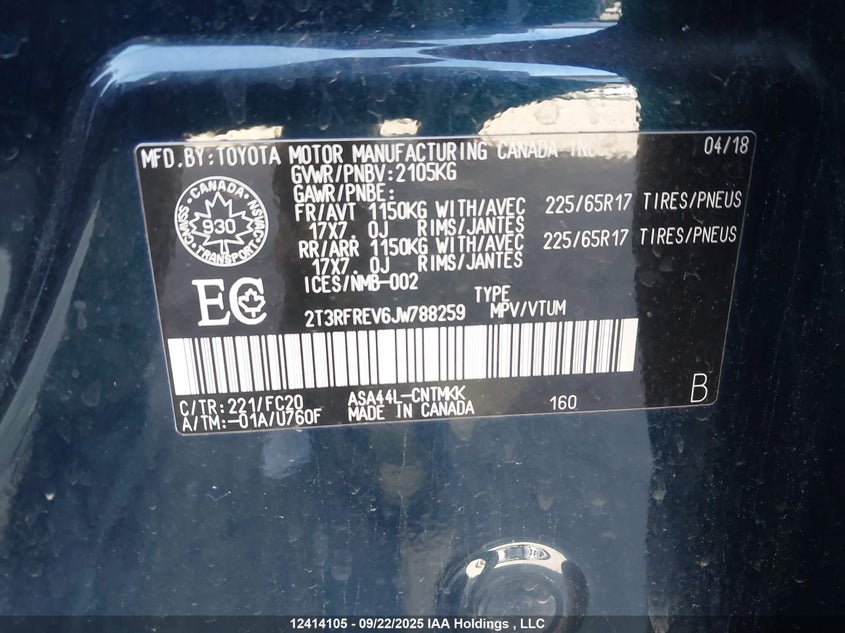 MFD.BY:TOYOTA MOTOR MANUFACTURING CANADA INC. 04/18
GVWR/PNBV:2105KG
GAWR/PNBE:
FR/AVT 1150KG WITH/AVEC 225/65R17 TIRES/PNEUS
17X7.0J RIMS/JANTES
RR/ARR 1150KG WITH/AVEC 225/65R17 TIRES/PNEUS
17X7.0J RIMS/JANTES
ICES/NMB-002
CANADA
CMVSS NSVAC
930
TRANSPORT
EC
TYPE
2T3RFREV6JW788259 MPV/VTUM
C/TR:221/FC20 ASA44L-CNTMKK
A/TM:-01A/U760F MADE IN CANADA 160 B
12414105 - 09/22/2025 IAA Holdings , LLC